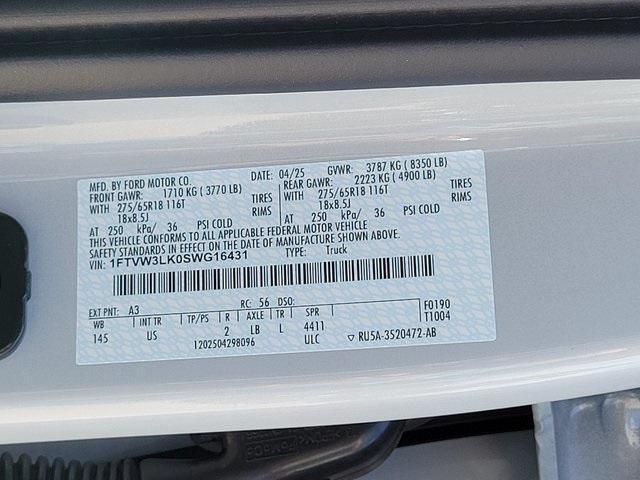 MFD. BY FORD MOTOR CO. DATE: 04/25 GVWR: 3787 KG ( 8350 LB)
FRONT GAWR: 1710 KG ( 3770 LB) REAR GAWR: 2223 KG ( 4900 LB)
WITH 275/65R18 116T TIRES WITH 275/65R18 116T TIRES
18x8.5J RIMS 18x8.5J RIMS
AT 250 kPa/ 36 PSI COLD AT 250 kPa/ 36 PSI COLD
THIS VEHICLE CONFORMS TO ALL APPLICABLE FEDERAL MOTOR VEHICLE
SAFETY STANDARDS IN EFFECT ON THE DATE OF MANUFACTURE SHOWN ABOVE.
VIN: 1FTVW3LK0SWG16431 TYPE: Truck
EXT PNT: A3 RC: 56 DSO: F0190
WB INT TR TP/PS R AXLE TR SPR T1004
145 US 2 LB L 4411
1202504298096 ULC RU5A-3520472-AB